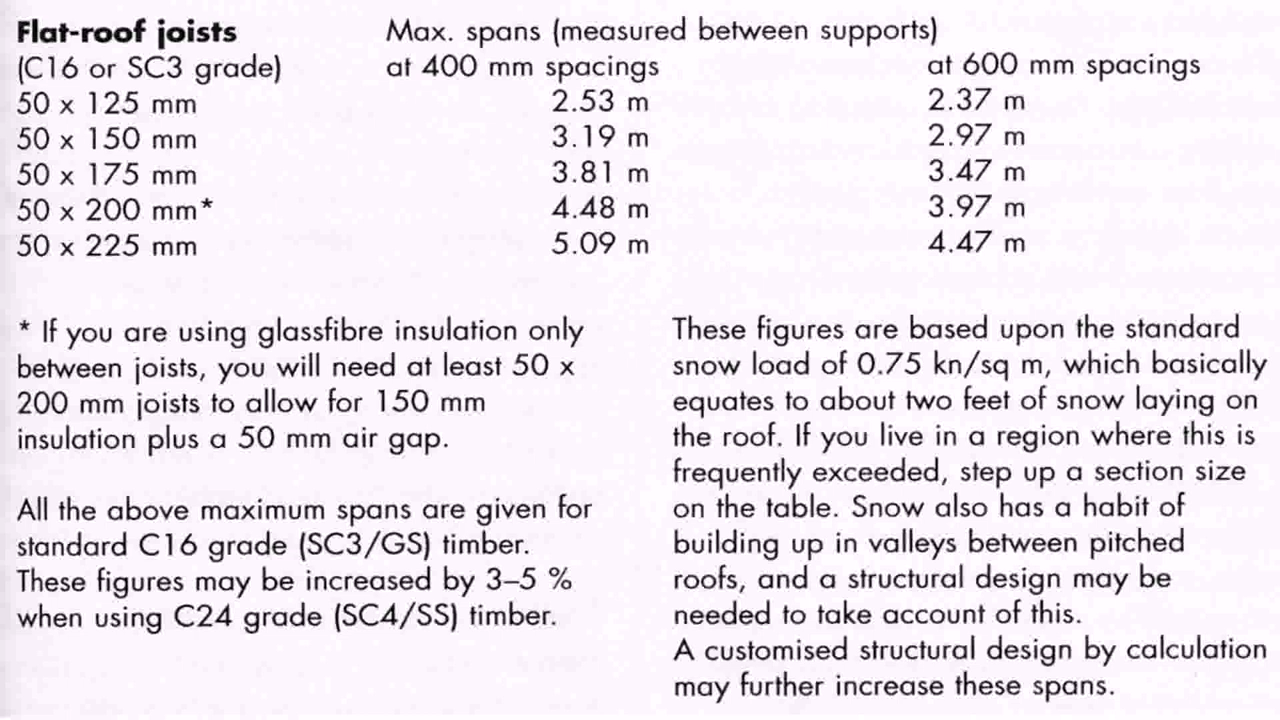 Flat-roof joists Max. spans (measured between supports)
(C16 or SC3 grade) at 400 mm spacings at 600 mm spacings
50 x 125 mm 2.53 m 2.37 m
50 x 150 mm 3.19 m 2.97 m
50 x 175 mm 3.81 m 3.47 m
50 x 200 mm* 4.48 m 3.97 m
50 x 225 mm 5.09 m 4.47 m
* If you are using glassfibre insulation only
between joists, you will need at least 50 x
200 mm joists to allow for 150 mm
insulation plus a 50 mm air gap.
All the above maximum spans are given for
standard C16 grade (SC3/GS) timber.
These figures may be increased by 3–5 %
when using C24 grade (SC4/SS) timber.
These figures are based upon the standard
snow load of 0.75 kn/sq m, which basically
equates to about two feet of snow laying on
the roof. If you live in a region where this is
frequently exceeded, step up a section size
on the table. Snow also has a habit of
building up in valleys between pitched
roofs, and a structural design may be
needed to take account of this.
A customised structural design by calculation
may further increase these spans.